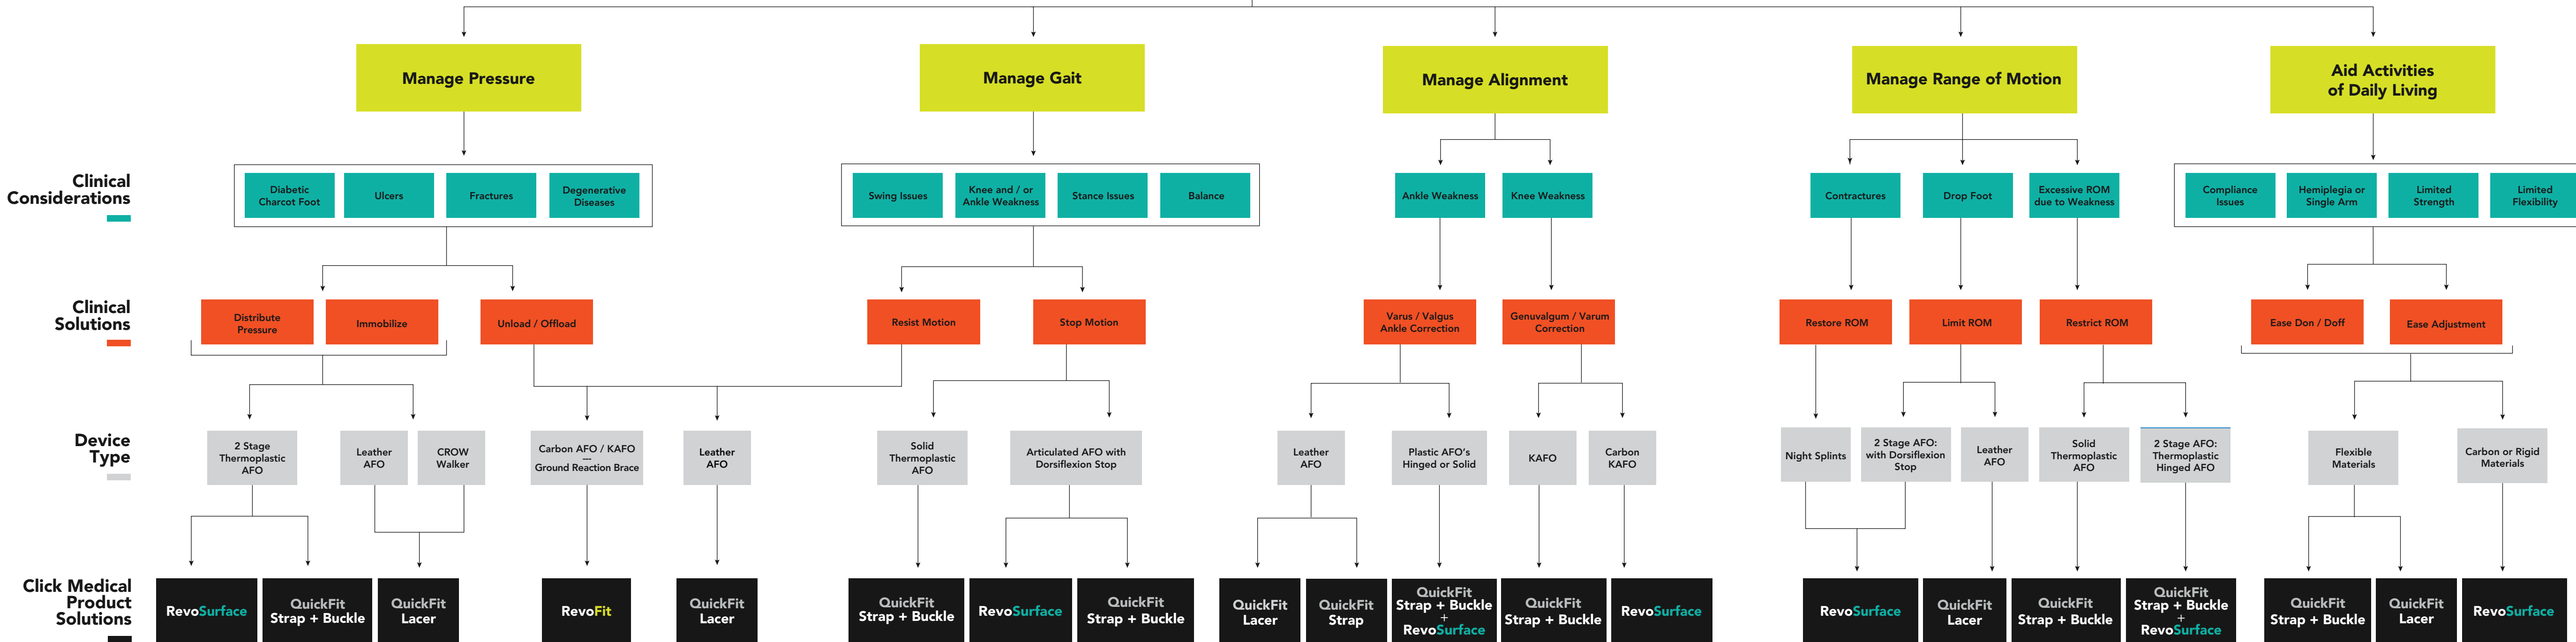 Manage Pressure
Manage Gait
Manage Alignment
Manage Range of Motion
Aid Activities
of Daily Living
Clinical
Considerations
Diabetic
Charcot Foot
Ulcers
Fractures
Degenerative
Diseases
Swing Issues
Knee and / or
Ankle Weakness
Stance Issues
Balance
Ankle Weakness
Knee Weakness
Contractures
Drop Foot
Excessive ROM
due to Weakness
Compliance
Issues
Hemiplegia or
Single Arm
Limited
Strength
Limited
Flexibility
Clinical
Solutions
Distribute
Pressure
Immobilize
Unload / Offload
Resist Motion
Stop Motion
Varus / Valgus
Ankle Correction
Genuvalgum / Varum
Correction
Restore ROM
Limit ROM
Restrict ROM
Ease Don / Doff
Ease Adjustment
Device
Type
2 Stage
Thermoplastic
AFO
Leather
AFO
CROW
Walker
Carbon AFO / KAFO
---
Ground Reaction Brace
Leather
AFO
Solid
Thermoplastic
AFO
Articulated AFO with
Dorsiflexion Stop
Leather
AFO
Plastic AFO's
Hinged or Solid
KAFO
Carbon
KAFO
Night Splints
2 Stage AFO:
with Dorsiflexion
Stop
Leather
AFO
Solid
Thermoplastic
AFO
2 Stage AFO:
Thermoplastic
Hinged AFO
Flexible
Materials
Carbon or Rigid
Materials
Click Medical
Product
Solutions
RevoSurface
QuickFit
Strap + Buckle
QuickFit
Lacer
RevoFit
QuickFit
Lacer
QuickFit
Strap + Buckle
RevoSurface
QuickFit
Strap + Buckle
QuickFit
Lacer
QuickFit
Strap
QuickFit
Strap + Buckle
+
RevoSurface
QuickFit
Strap + Buckle
RevoSurface
RevoSurface
QuickFit
Lacer
QuickFit
Strap + Buckle
QuickFit
Strap + Buckle
+
RevoSurface
QuickFit
Strap + Buckle
QuickFit
Lacer
RevoSurface